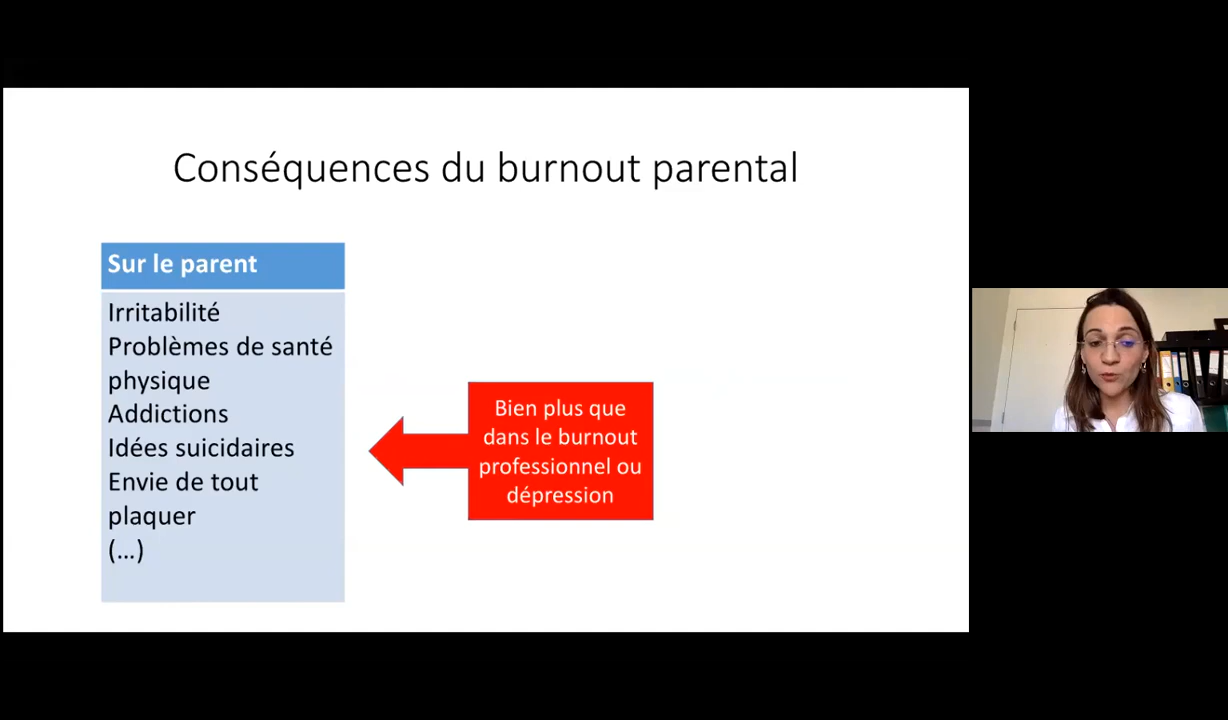 Conséquences du burnout parental
Sur le parent
Irritabilité
Problèmes de santé
physique
Addictions
Idées suicidaires
Envie de tout
plaquer
(...)
Bien plus que
dans le burnout
professionnel ou
dépression